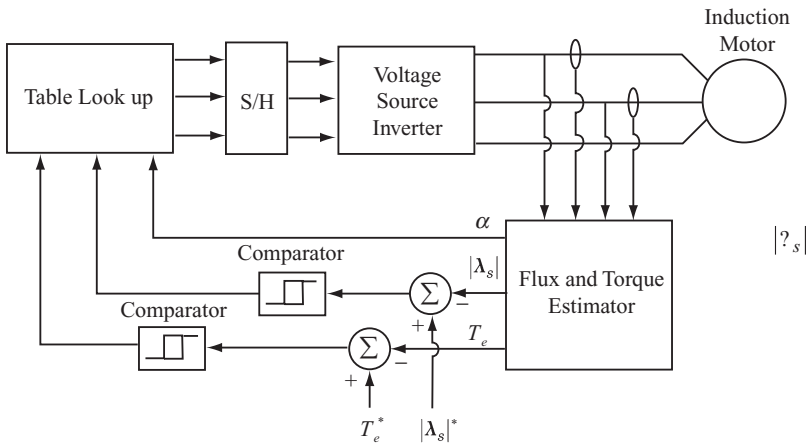 Induction
Motor
Table Look up
S/H
Voltage
Source
Inverter
α
|?ₛ|
Comparator
|λₛ|
Flux and Torque
Estimator
Σ
−
+
Comparator
Tₑ
Σ
−
+
Tₑ*
|λₛ|*